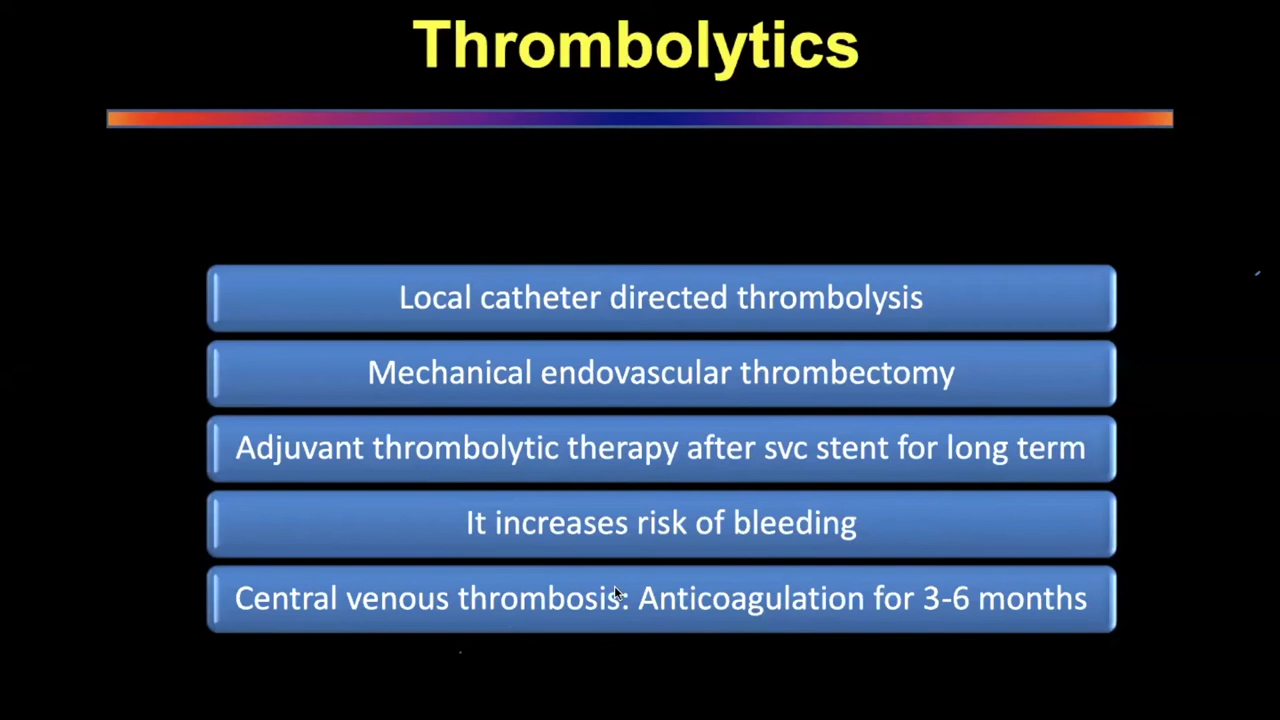 Thrombolytics
Local catheter directed thrombolysis
Mechanical endovascular thrombectomy
Adjuvant thrombolytic therapy after svc stent for long term
It increases risk of bleeding
Central venous thrombosis: Anticoagulation for 3-6 months